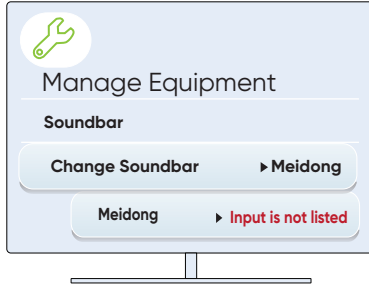 Manage Equipment
Soundbar
Change Soundbar ▸Meidong
Meidong ▸ Input is not listed